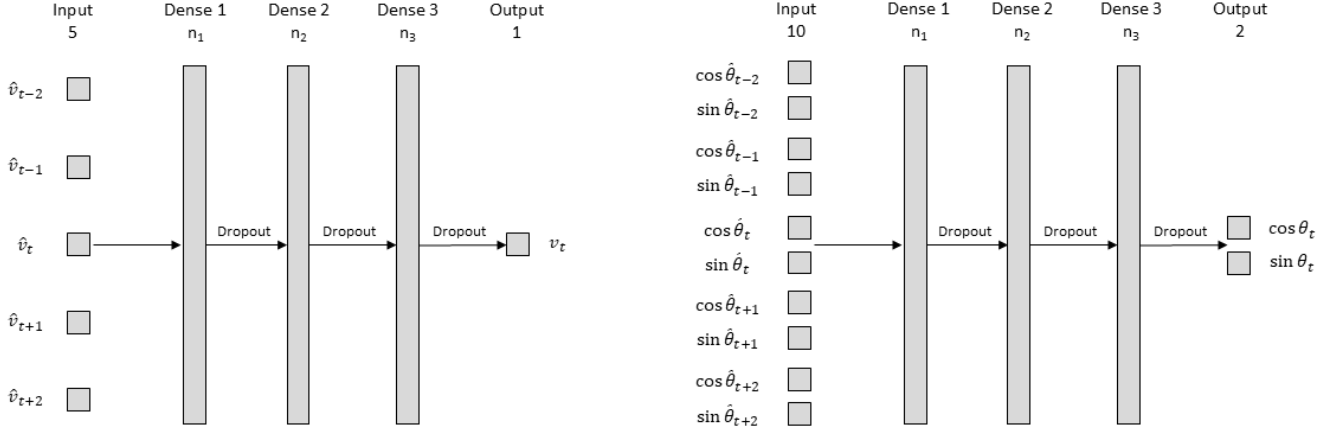 Input Dense 1 Dense 2 Dense 3 Output
5 n₁ n₂ n₃ 1
v̂ₜ₋₂
v̂ₜ₋₁
v̂ₜ Dropout Dropout Dropout vₜ
v̂ₜ₊₁
v̂ₜ₊₂
Input Dense 1 Dense 2 Dense 3 Output
10 n₁ n₂ n₃ 2
cos θ̂ₜ₋₂
sin θ̂ₜ₋₂
cos θ̂ₜ₋₁
sin θ̂ₜ₋₁
cos θ́ₜ Dropout Dropout Dropout cos θₜ
sin θ́ₜ sin θₜ
cos θ̂ₜ₊₁
sin θ̂ₜ₊₁
cos θ̂ₜ₊₂
sin θ̂ₜ₊₂